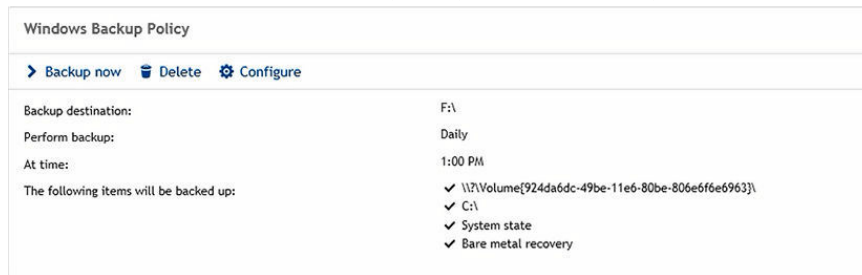 Windows Backup Policy
Backup now Delete Configure
Backup destination: F:\
Perform backup: Daily
At time: 1:00 PM
The following items will be backed up: \\?\Volume{924da6dc-49be-11e6-80be-806e6f6e6963}\
C:\
System state
Bare metal recovery